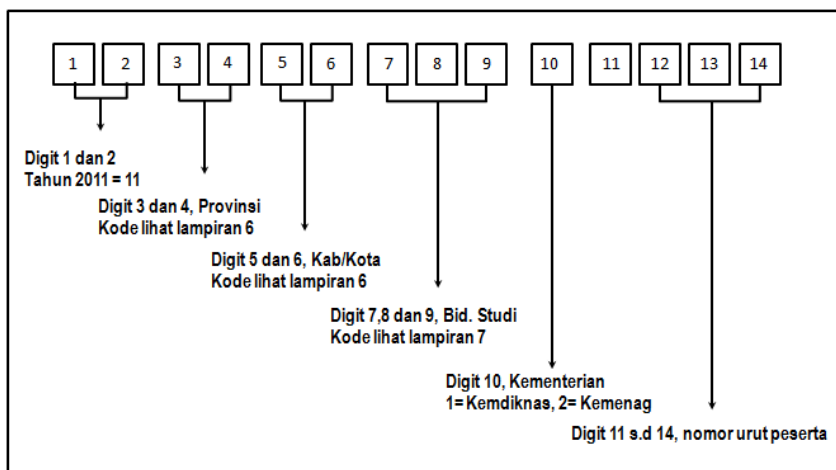 1 2 3 4 5 6 7 8 9 10 11 12 13 14
Digit 1 dan 2
Tahun 2011 = 11
Digit 3 dan 4, Provinsi
Kode lihat lampiran 6
Digit 5 dan 6, Kab/Kota
Kode lihat lampiran 6
Digit 7,8 dan 9, Bid. Studi
Kode lihat lampiran 7
Digit 10, Kementerian
1= Kemdiknas, 2= Kemenag
Digit 11 s.d 14, nomor urut peserta